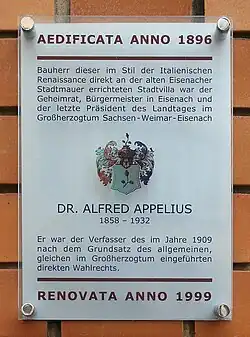 AEDIFICATA ANNO 1896
Bauherr dieser im Stil der Italienischen
Renaissance direkt an der alten Eisenacher
Stadtmauer errichteten Stadtvilla war der
Geheimrat, Bürgermeister in Eisenach und
der letzte Präsident des Landtages im
Großherzogtum Sachsen-Weimar-Eisenach
DR. ALFRED APPELIUS
1858 - 1932
Er war der Verfasser des im Jahre 1909
nach dem Grundsatz des allgemeinen,
gleichen im Großherzogtum eingeführten
direkten Wahlrechts.
RENOVATA ANNO 1999